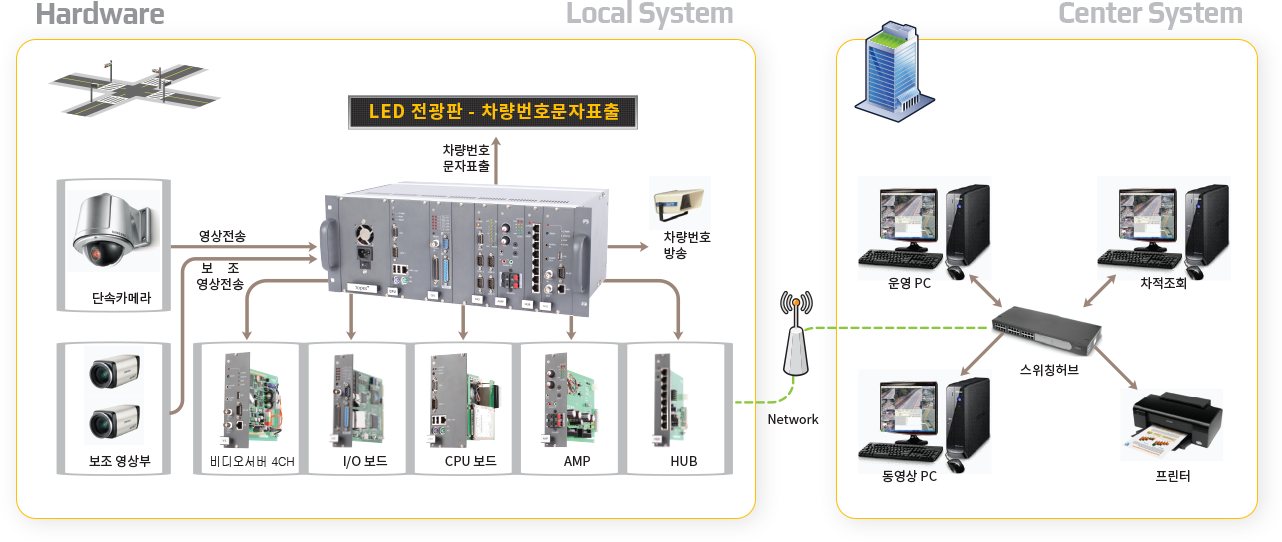 Hardware
Local System
Center System
LED 전광판 - 차량번호문자표출
차량번호
문자표출
영상전송
보 조
영상전송
차량번호
방송
단속카메라
운영 PC
차적조회
스위칭허브
Network
보조 영상부
비디오서버 4CH
I/O 보드
CPU 보드
AMP
HUB
동영상 PC
프린터